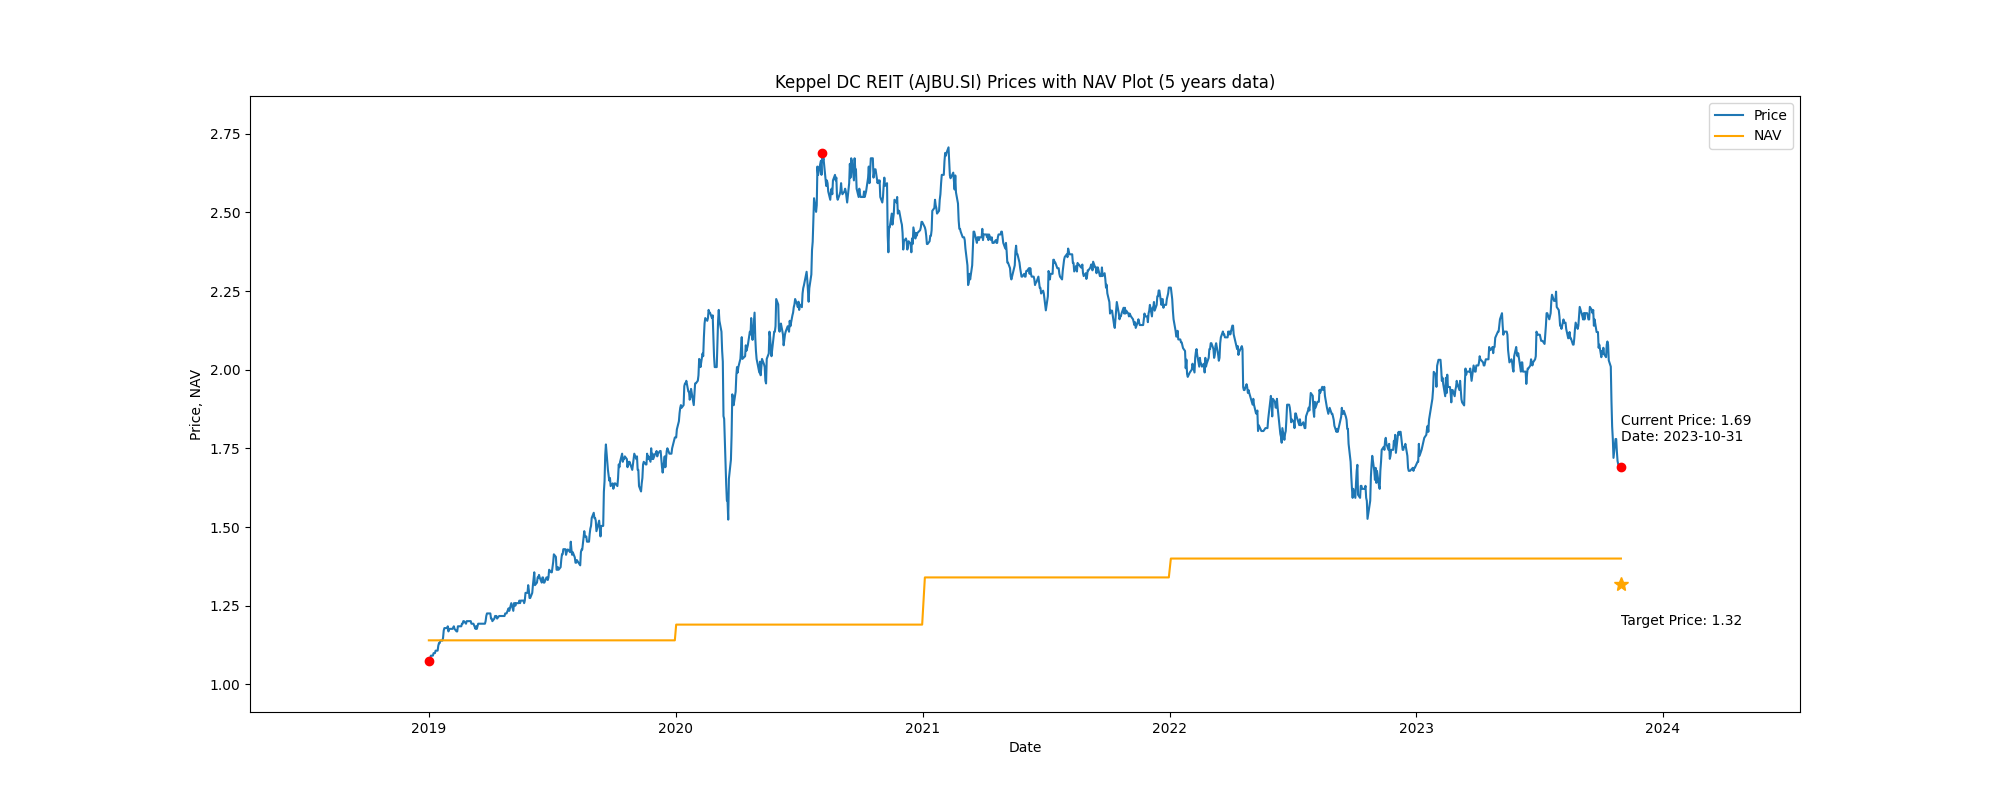 Keppel DC REIT (AJBU.SI) Prices with NAV Plot (5 years data)
Price
NAV
2.75
2.50
2.25
2.00
1.75
1.50
1.25
1.00
Price, NAV
Current Price: 1.69
Date: 2023-10-31
Target Price: 1.32
2019
2020
2021
2022
2023
2024
Date